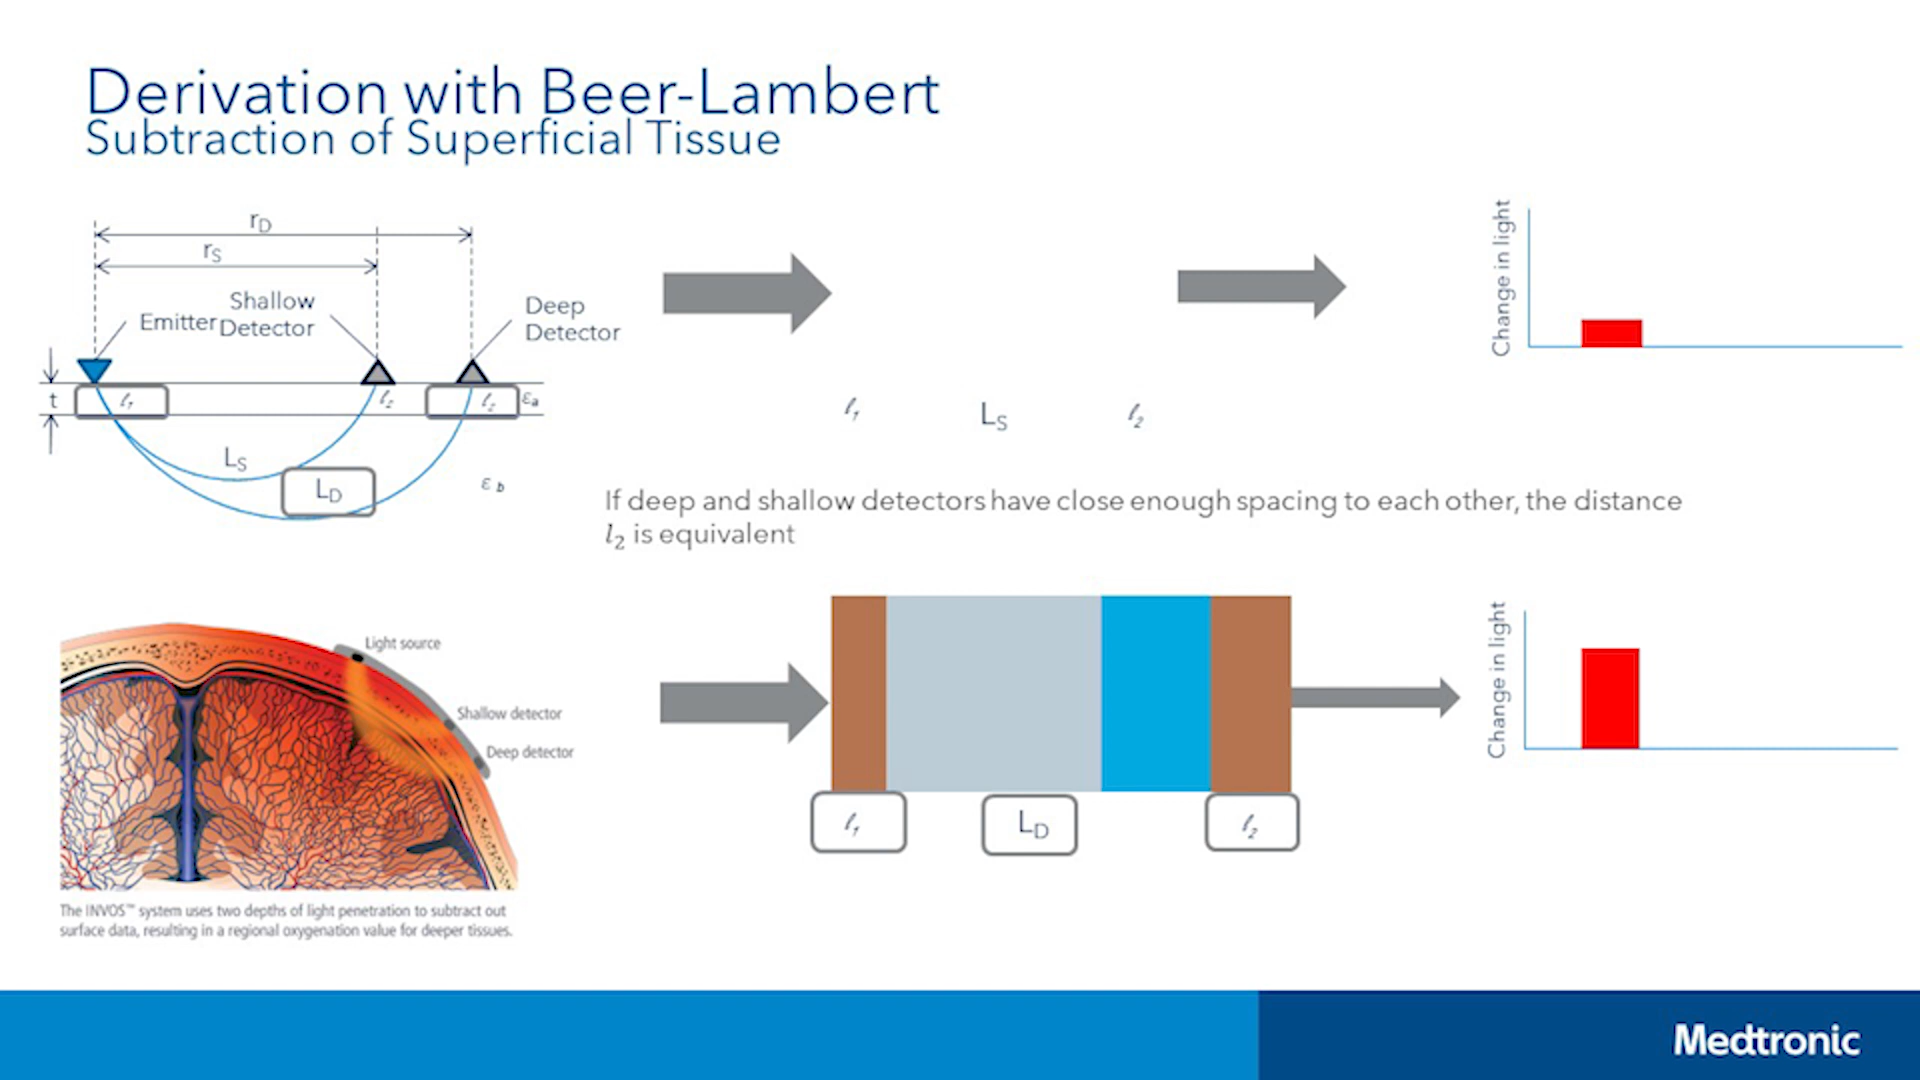 Derivation with Beer-Lambert
Subtraction of Superficial Tissue
rD
rS
Shallow
Detector
Emitter
Deep
Detector
t
l1
l2
l2
εa
LS
LD
εb
l1
LS
l2
Change in light
If deep and shallow detectors have close enough spacing to each other, the distance
l2 is equivalent
Light source
Shallow detector
Deep detector
The INVOS™ system uses two depths of light penetration to subtract out
surface data, resulting in a regional oxygenation value for deeper tissues.
l1
LD
l2
Change in light
Medtronic